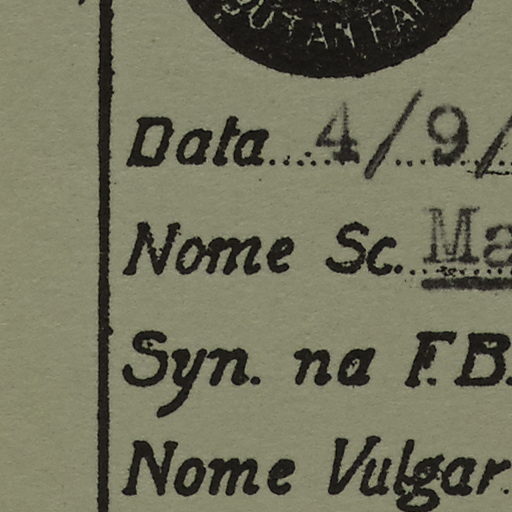 Data 4/9/
Nome Sc. Ma
Syn. na F.B.
Nome Vulgar.